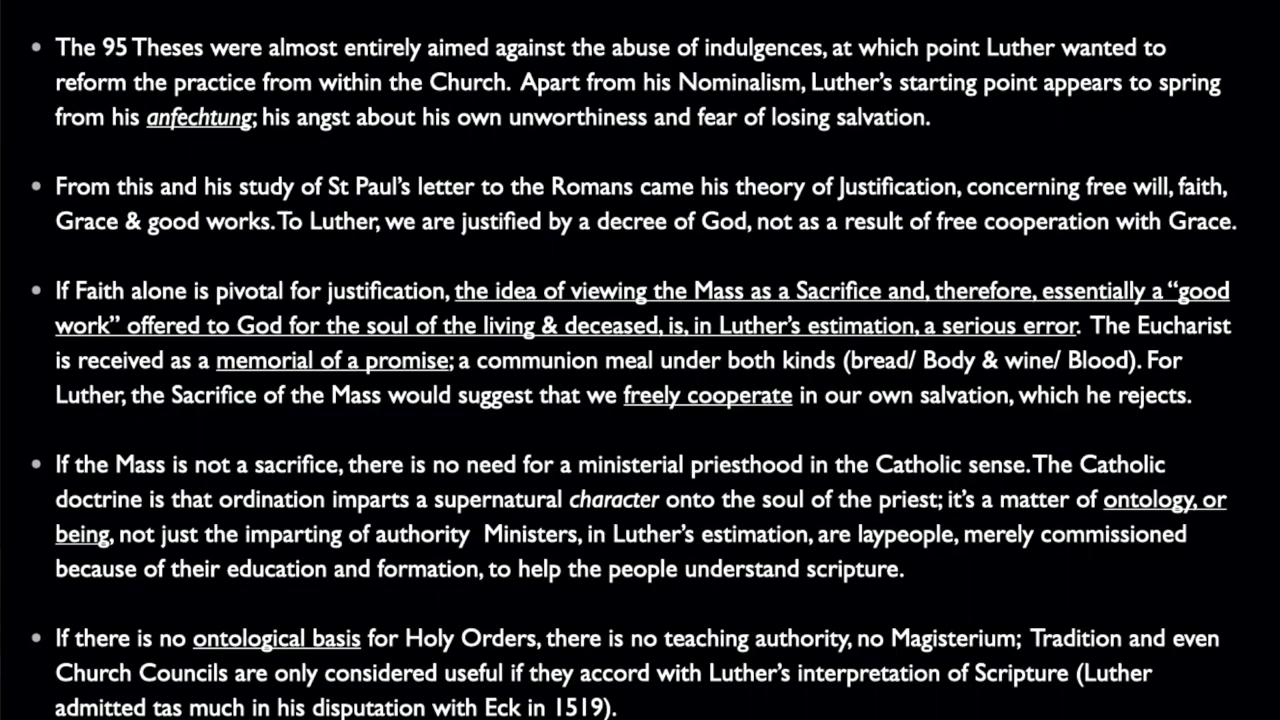 • The 95 Theses were almost entirely aimed against the abuse of indulgences, at which point Luther wanted to
reform the practice from within the Church. Apart from his Nominalism, Luther's starting point appears to spring
from his anfechtung; his angst about his own unworthiness and fear of losing salvation.
• From this and his study of St Paul's letter to the Romans came his theory of Justification, concerning free will, faith,
Grace & good works. To Luther, we are justified by a decree of God, not as a result of free cooperation with Grace.
• If Faith alone is pivotal for justification, the idea of viewing the Mass as a Sacrifice and, therefore, essentially a “good
work” offered to God for the soul of the living & deceased, is, in Luther's estimation, a serious error. The Eucharist
is received as a memorial of a promise; a communion meal under both kinds (bread/ Body & wine/ Blood). For
Luther, the Sacrifice of the Mass would suggest that we freely cooperate in our own salvation, which he rejects.
• If the Mass is not a sacrifice, there is no need for a ministerial priesthood in the Catholic sense. The Catholic
doctrine is that ordination imparts a supernatural character onto the soul of the priest; it's a matter of ontology, or
being, not just the imparting of authority  Ministers, in Luther's estimation, are laypeople, merely commissioned
because of their education and formation, to help the people understand scripture.
• If there is no ontological basis for Holy Orders, there is no teaching authority, no Magisterium; Tradition and even
Church Councils are only considered useful if they accord with Luther's interpretation of Scripture (Luther
admitted tas much in his disputation with Eck in 1519).